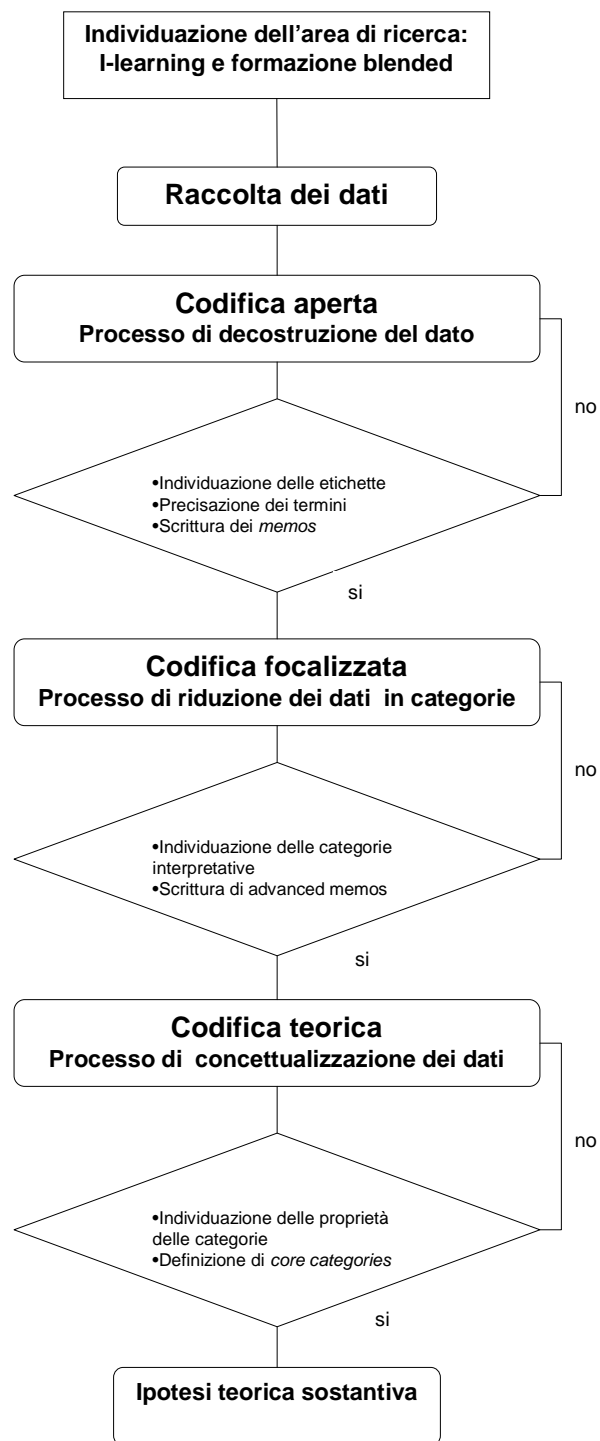 Individuazione dell'area di ricerca:
I-learning e formazione blended
Raccolta dei dati
Codifica aperta
Processo di decostruzione del dato
no
•Individuazione delle etichette
•Precisazione dei termini
•Scrittura dei memos
si
Codifica focalizzata
Processo di riduzione dei dati in categorie
no
•Individuazione delle categorie
interpretative
•Scrittura di advanced memos
si
Codifica teorica
Processo di concettualizzazione dei dati
no
•Individuazione delle proprietà
delle categorie
•Definizione di core categories
si
Ipotesi teorica sostantiva